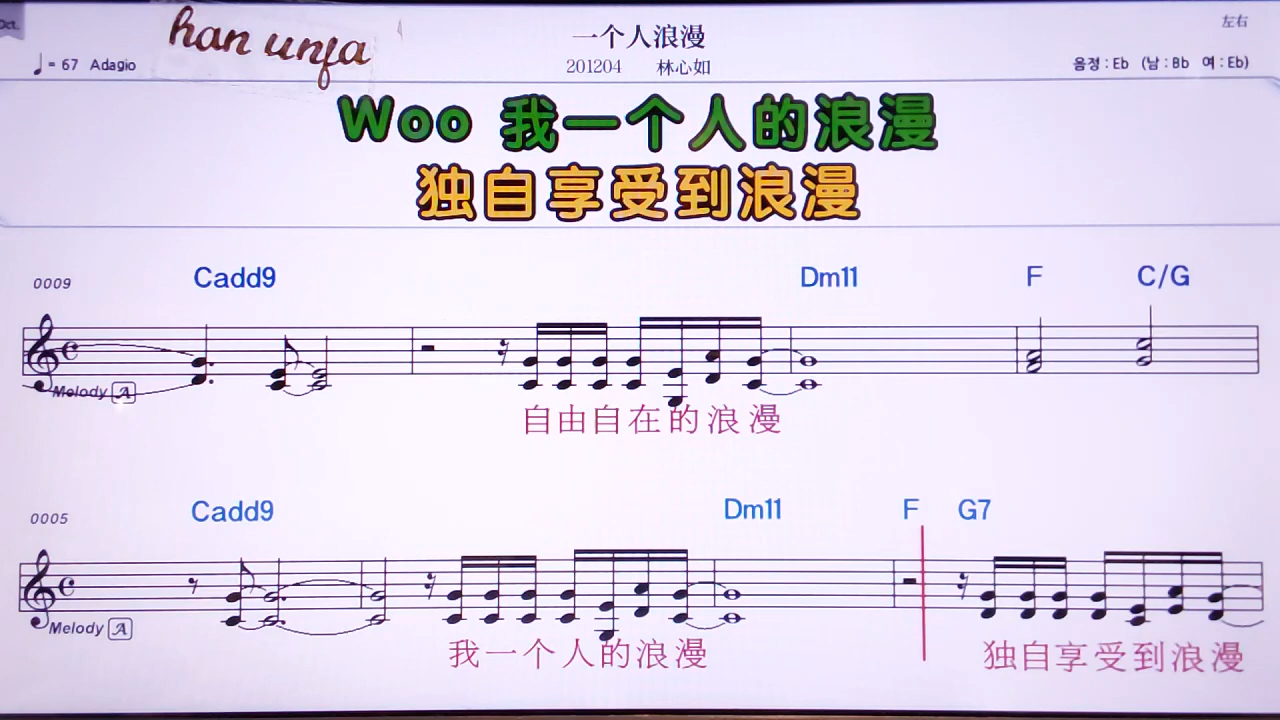 Oct.
han unfa
一个人浪漫
左右
♩= 67 Adagio
201204 林心如
음정 : Eb (남 : Bb 여 : Eb)
Woo 我一个人的浪漫
独自享受到浪漫
0009 Cadd9 Dm11 F C/G
Melody A
自由自在的浪漫
0005 Cadd9 Dm11 F G7
Melody A
我一个人的浪漫 独自享受到浪漫